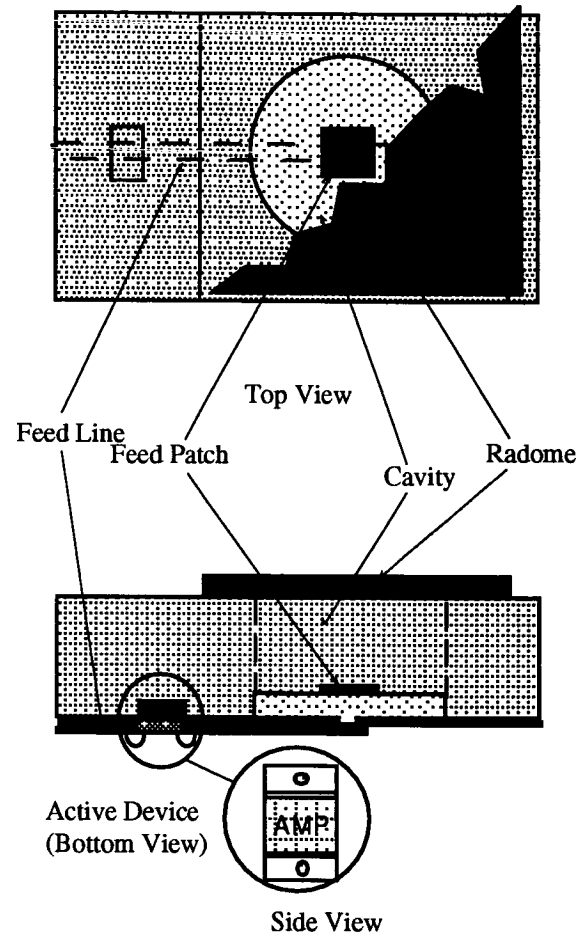 Top View
Feed Line
Feed Patch
Cavity
Radome
Active Device
(Bottom View)
AMP
Side View